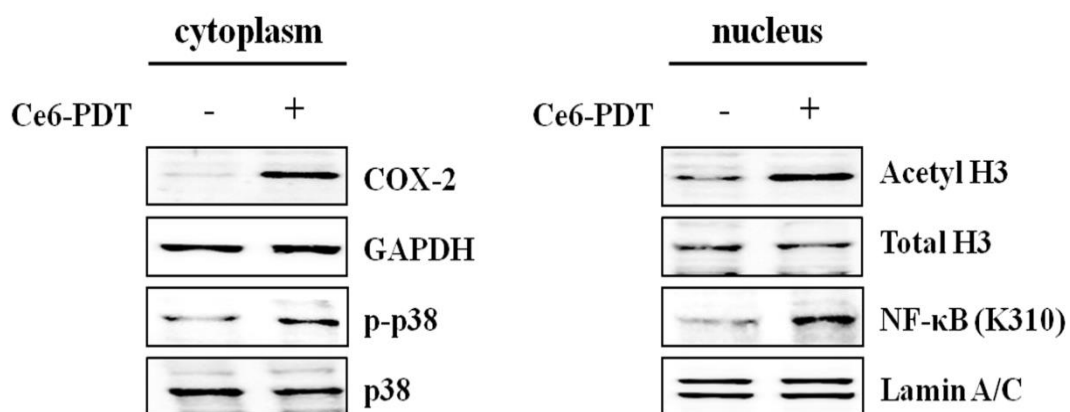 cytoplasm
Ce6-PDT - +
COX-2
GAPDH
p-p38
p38
nucleus
Ce6-PDT - +
Acetyl H3
Total H3
NF-κB (K310)
Lamin A/C